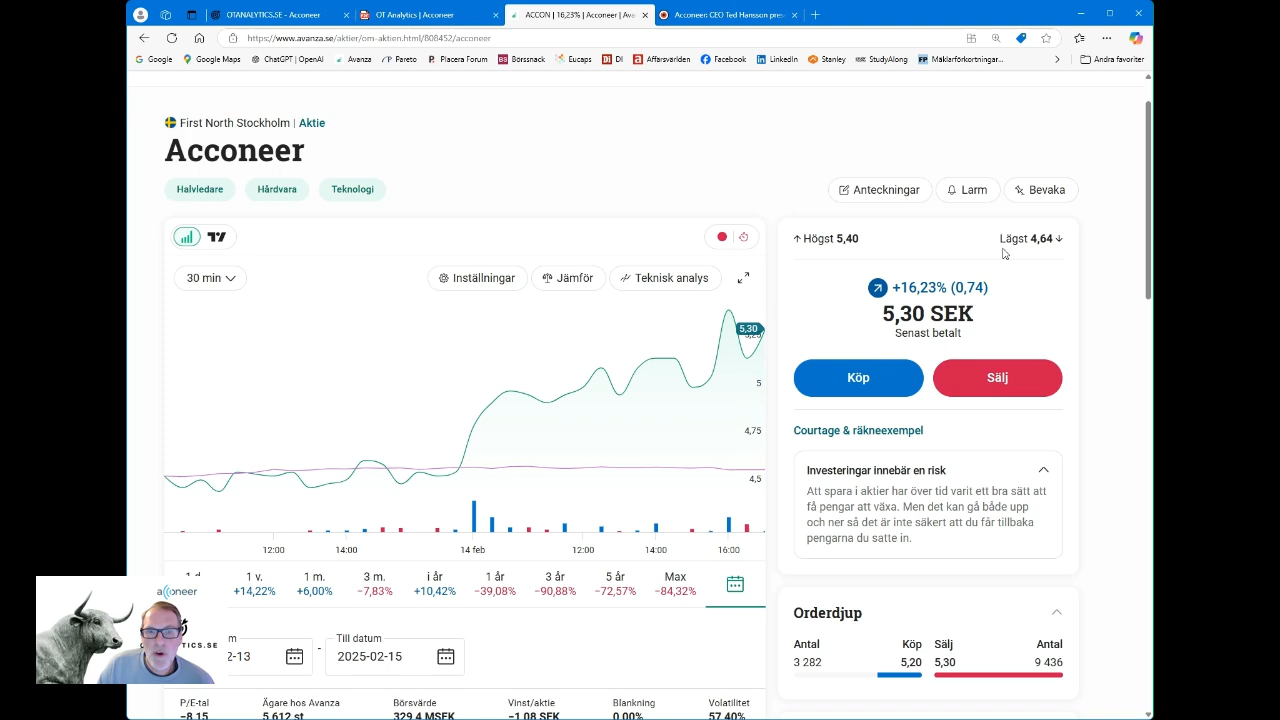 OTANALYTICS.SE - Acconeer
OT Analytics | Acconeer
ACCON | 16,23% | Acconeer | Ava
Acconeer: CEO Ted Hansson pres
https://www.avanza.se/aktier/om-aktien.html/808452/acconeer
Google
Google Maps
ChatGPT | OpenAI
Avanza
Pareto
Placera Forum
BS Börssnack
Eucaps
DI DI
a Affärsvärlden
Facebook
LinkedIn
Stanley
StudyAlong
FP Mäklarförkortningar...
Andra favoriter
First North Stockholm | Aktie
Acconeer
Halvledare
Hårdvara
Teknologi
Anteckningar
Larm
Bevaka
30 min
Inställningar
Jämför
Teknisk analys
5,30
5
4,75
4,5
12:00
14:00
14 feb
12:00
14:00
16:00
1 v.
1 m.
3 m.
i år
1 år
3 år
5 år
Max
+14,22%
+6,00%
−7,83%
+10,42%
−39,08%
−90,88%
−72,57%
−84,32%
2-13
-
Till datum
2025-02-15
P/E-tal
Ägare hos Avanza
Börsvärde
Vinst/aktie
Blankning
Volatilitet
−8,15
5 612 st
329,4 MSEK
−1,08 SEK
0,00%
57,40%
Högst 5,40
Lägst 4,64
+16,23% (0,74)
5,30 SEK
Senast betalt
Köp
Sälj
Courtage & räkneexempel
Investeringar innebär en risk
Att spara i aktier har över tid varit ett bra sätt att
få pengar att växa. Men det kan gå både upp
och ner så det är inte säkert att du får tillbaka
pengarna du satte in.
Orderdjup
Antal
Köp
Sälj
Antal
3 282
5,20
5,30
9 436
acconeer
TICS.SE